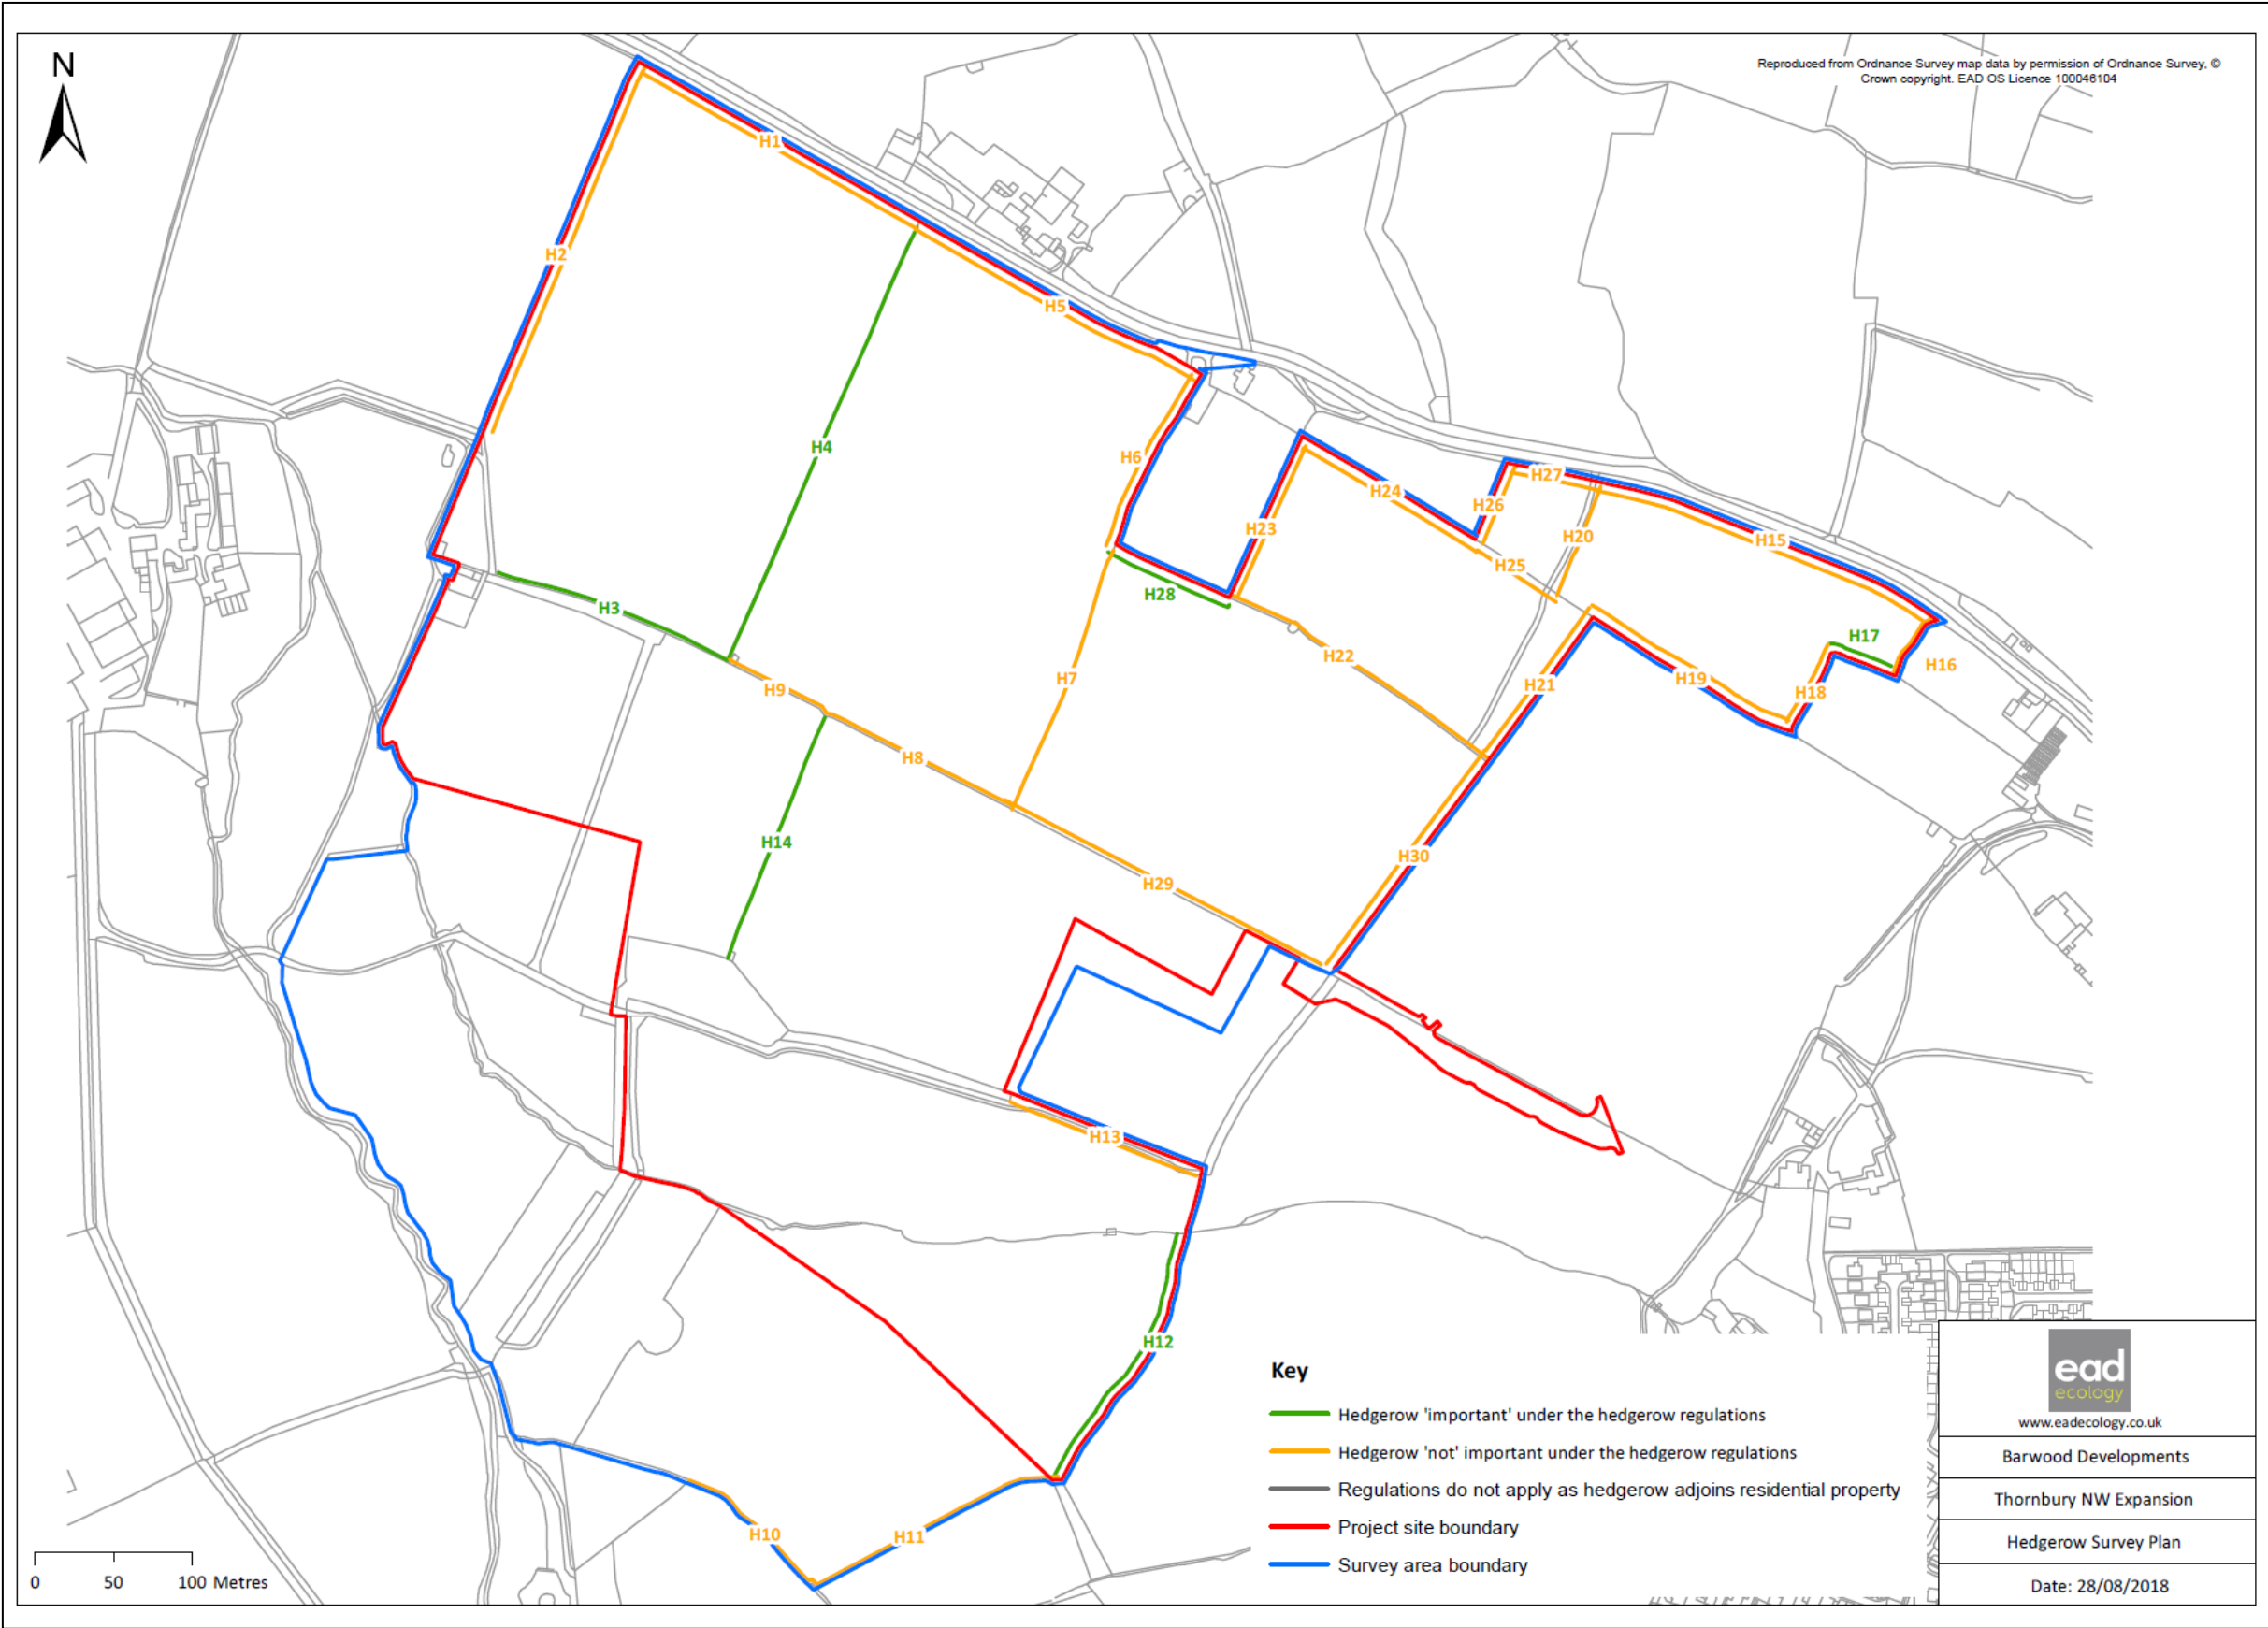 N
Reproduced from Ordnance Survey map data by permission of Ordnance Survey, ©
Crown copyright. EAD OS Licence 100046104
H1
H2
H5
H4
H6
H24
H27
H26
H23
H20
H15
H25
H28
H3
H17
H22
H16
H7
H21
H19
H18
H9
H8
H14
H30
H29
H13
H12
H10
H11
Key
Hedgerow 'important' under the hedgerow regulations
Hedgerow 'not' important under the hedgerow regulations
Regulations do not apply as hedgerow adjoins residential property
Project site boundary
Survey area boundary
0 50 100 Metres
ead
ecology
www.eadecology.co.uk
Barwood Developments
Thornbury NW Expansion
Hedgerow Survey Plan
Date: 28/08/2018